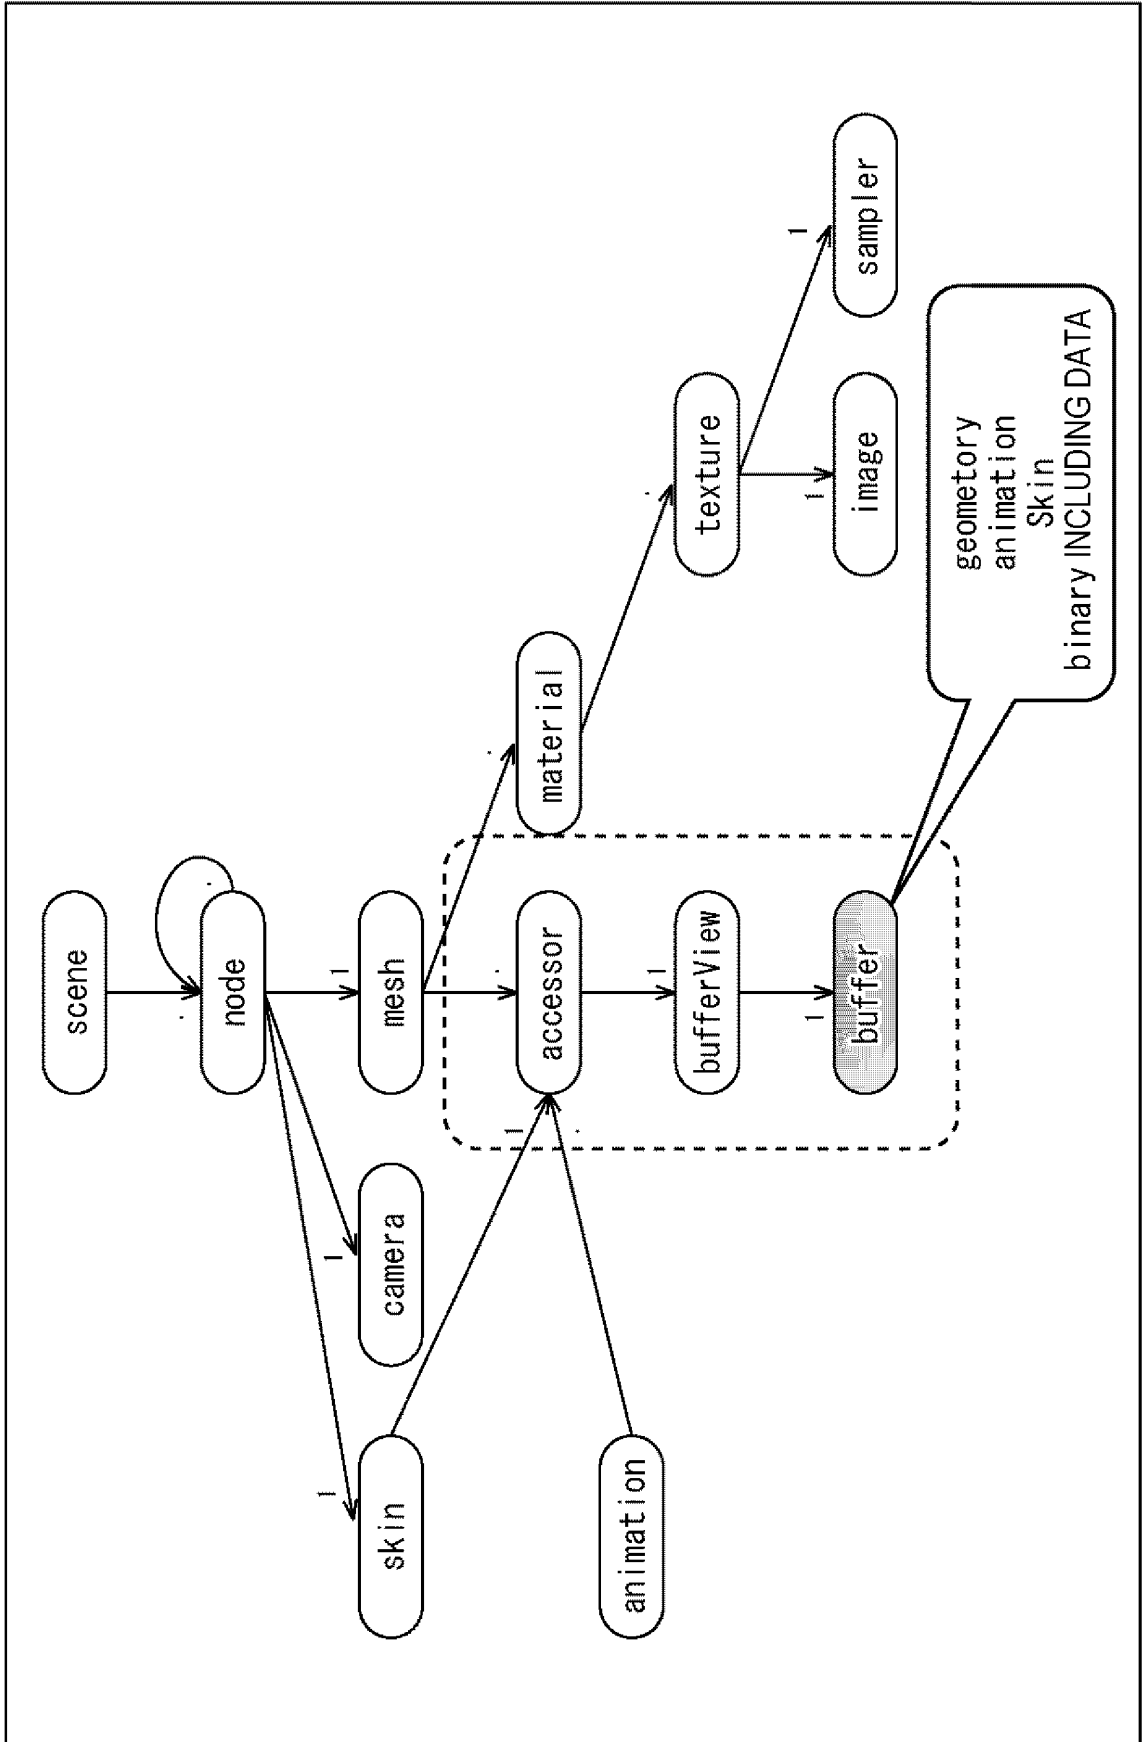 scene
node
1
1
1
skin
camera
mesh
1
material
accessor
animation
1
bufferView
texture
1
1
1
buffer
image
sampler
geometory
animation
Skin
binary INCLUDING DATA